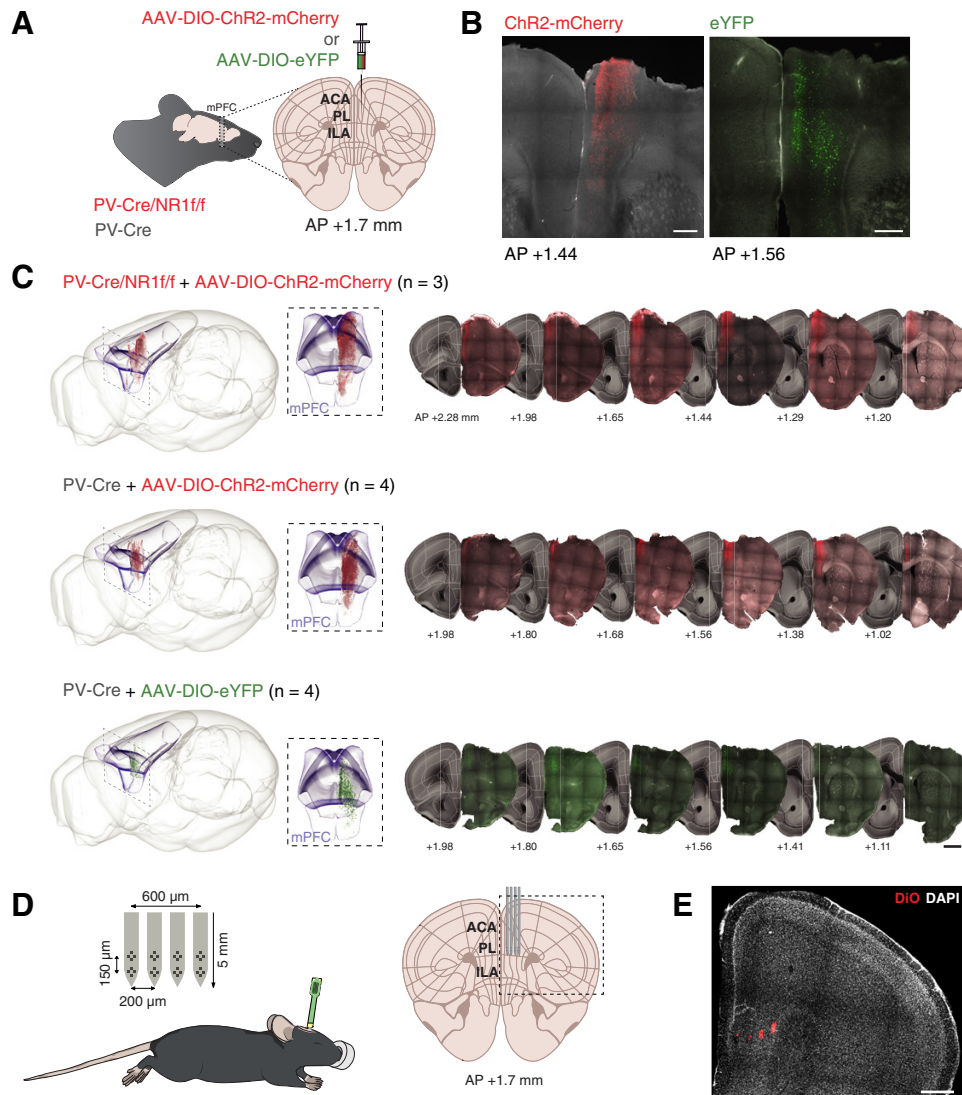 A
AAV-DIO-ChR2-mCherry
or
AAV-DIO-eYFP
mPFC
ACA
PL
ILA
PV-Cre/NR1f/f
PV-Cre
AP +1.7 mm
B
ChR2-mCherry
eYFP
AP +1.44
AP +1.56
C
PV-Cre/NR1f/f + AAV-DIO-ChR2-mCherry (n = 3)
mPFC
AP +2.28 mm +1.98 +1.65 +1.44 +1.29 +1.20
PV-Cre + AAV-DIO-ChR2-mCherry (n = 4)
mPFC
+1.98 +1.80 +1.68 +1.56 +1.38 +1.02
PV-Cre + AAV-DIO-eYFP (n = 4)
mPFC
+1.98 +1.80 +1.65 +1.56 +1.41 +1.11
D
600 µm
150 µm
5 mm
200 µm
ACA
PL
ILA
AP +1.7 mm
E
DiO DAPI